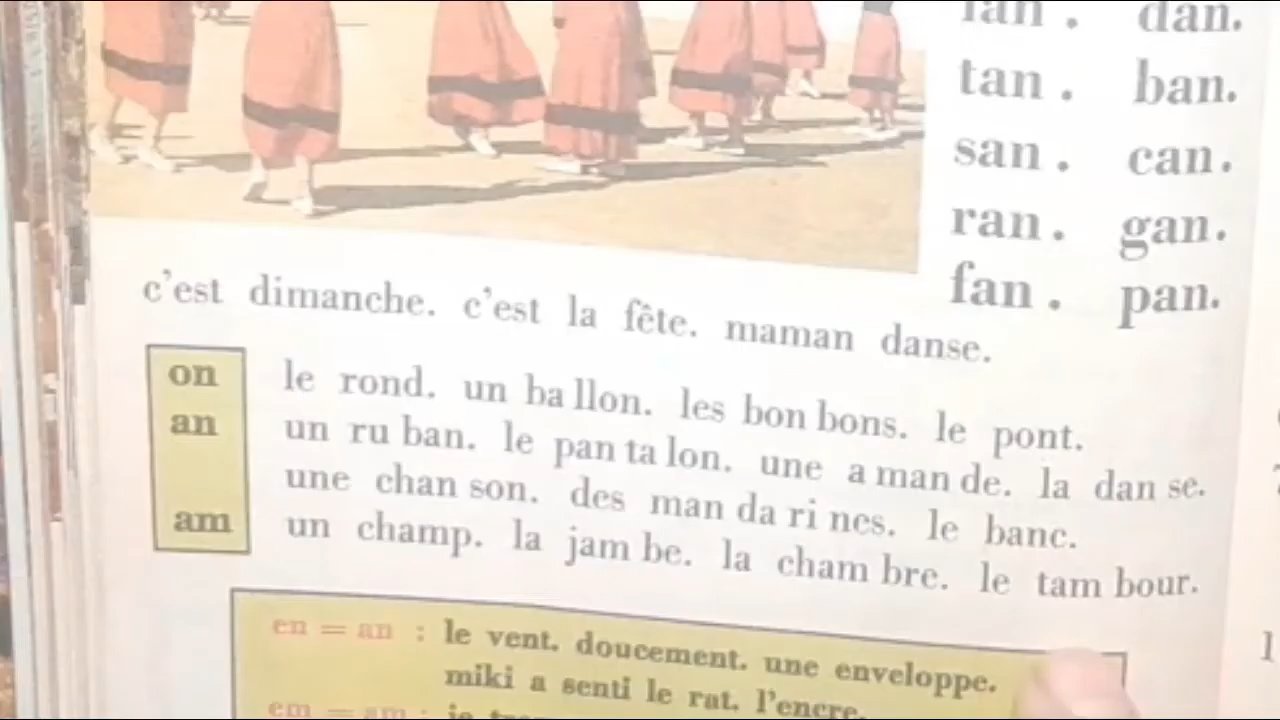 dan.
tan. ban.
san. can.
ran. gan.
fan. pan.
c'est dimanche. c'est la fête. maman danse.
on le rond. un ba llon. les bon bons. le pont.
an un ru ban. le pan ta lon. une a man de. la dan se.
une chan son. des man da ri nes. le banc.
am un champ. la jam be. la cham bre. le tam bour.
en = an : le vent. doucement. une enveloppe.
miki a senti le rat. l'encre.
em = am : je